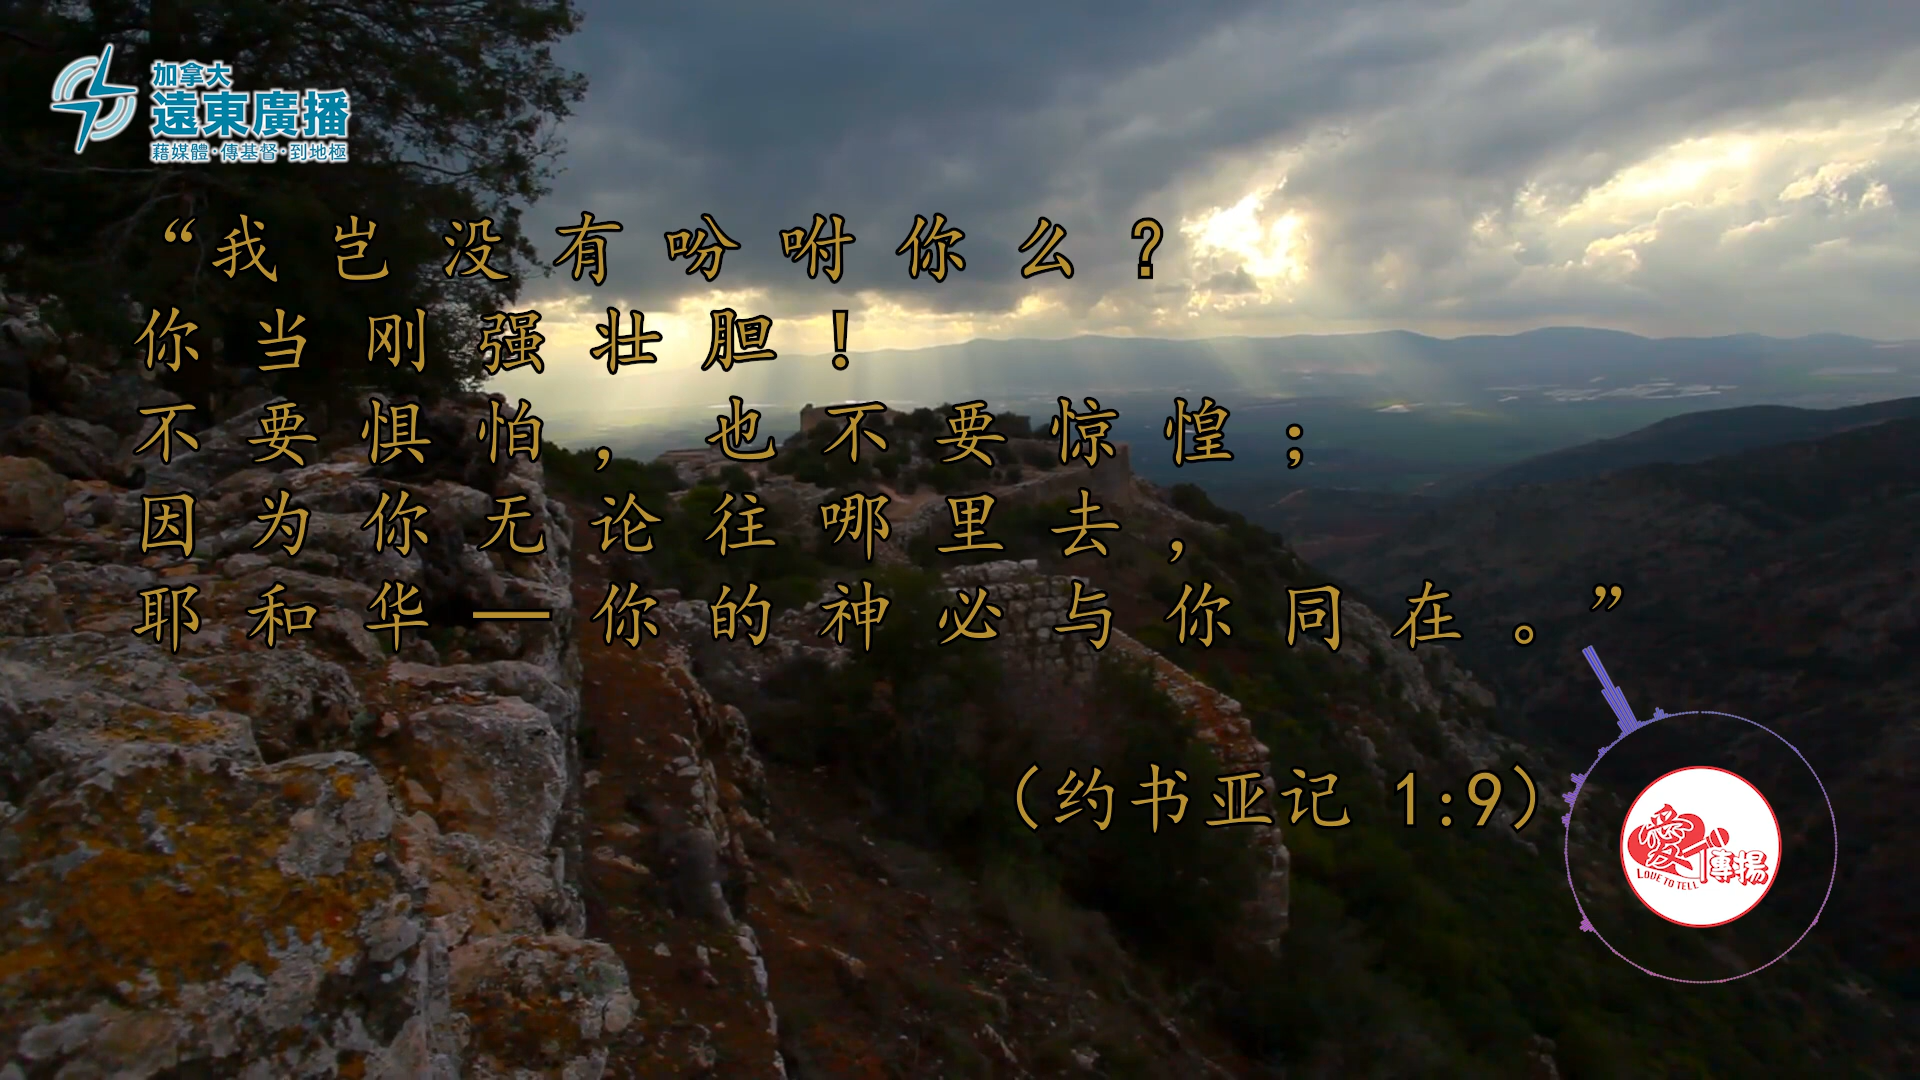 加拿大
遠東廣播
藉媒體·傳基督·到地極
“我岂没有吩咐你么？
你当刚强壮胆！
不要惧怕，也不要惊惶；
因为你无论往哪里去，
耶和华—你的神必与你同在。”
（约书亚记 1:9）
愛傳揚
LOVE TO TELL